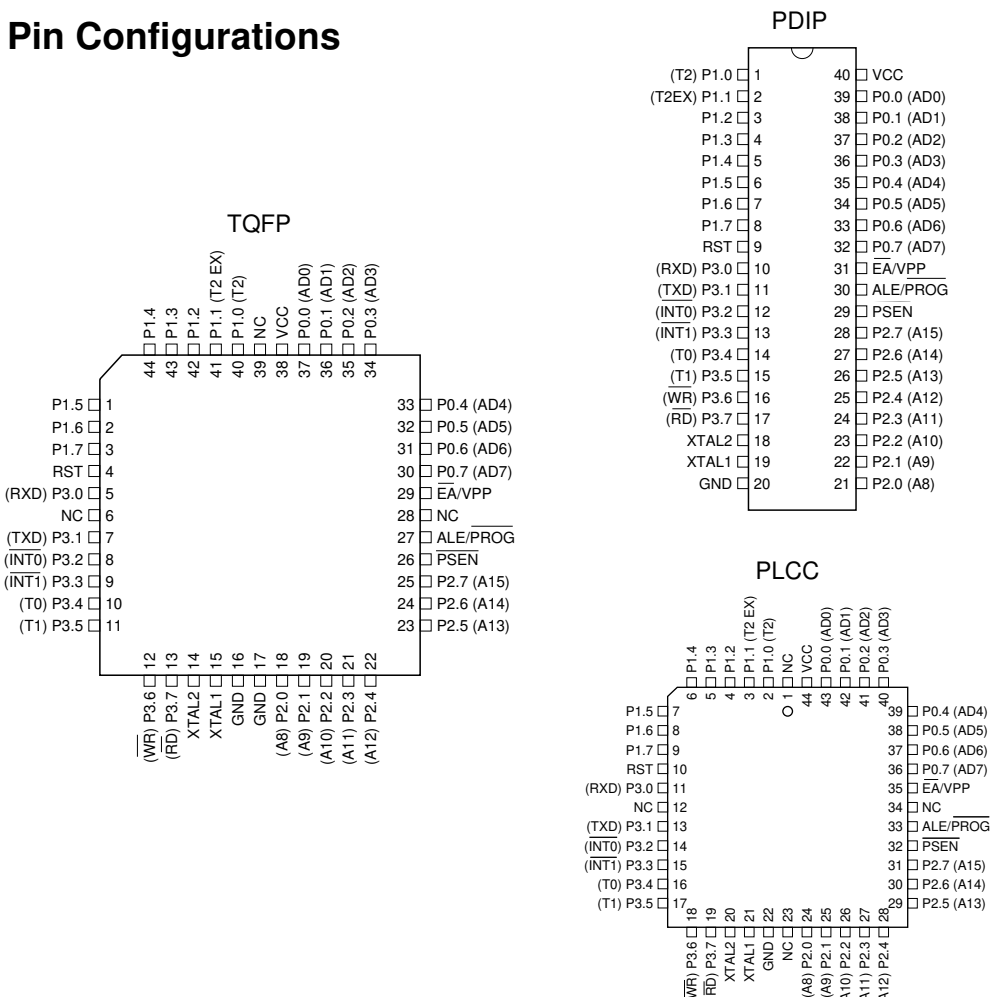 Pin Configurations
PDIP
(T2) P1.0 1 40 VCC
(T2EX) P1.1 2 39 P0.0 (AD0)
P1.2 3 38 P0.1 (AD1)
P1.3 4 37 P0.2 (AD2)
P1.4 5 36 P0.3 (AD3)
P1.5 6 35 P0.4 (AD4)
P1.6 7 34 P0.5 (AD5)
P1.7 8 33 P0.6 (AD6)
RST 9 32 P0.7 (AD7)
(RXD) P3.0 10 31 EA/VPP
(TXD) P3.1 11 30 ALE/PROG
(INT0) P3.2 12 29 PSEN
(INT1) P3.3 13 28 P2.7 (A15)
(T0) P3.4 14 27 P2.6 (A14)
(T1) P3.5 15 26 P2.5 (A13)
(WR) P3.6 16 25 P2.4 (A12)
(RD) P3.7 17 24 P2.3 (A11)
XTAL2 18 23 P2.2 (A10)
XTAL1 19 22 P2.1 (A9)
GND 20 21 P2.0 (A8)
TQFP
P1.4 P1.3 P1.2 P1.1 (T2 EX) P1.0 (T2) NC VCC P0.0 (AD0) P0.1 (AD1) P0.2 (AD2) P0.3 (AD3)
44 43 42 41 40 39 38 37 36 35 34
P1.5 1 33 P0.4 (AD4)
P1.6 2 32 P0.5 (AD5)
P1.7 3 31 P0.6 (AD6)
RST 4 30 P0.7 (AD7)
(RXD) P3.0 5 29 EA/VPP
NC 6 28 NC
(TXD) P3.1 7 27 ALE/PROG
(INT0) P3.2 8 26 PSEN
(INT1) P3.3 9 25 P2.7 (A15)
(T0) P3.4 10 24 P2.6 (A14)
(T1) P3.5 11 23 P2.5 (A13)
12 13 14 15 16 17 18 19 20 21 22
(WR) P3.6 (RD) P3.7 XTAL2 XTAL1 GND GND (A8) P2.0 (A9) P2.1 (A10) P2.2 (A11) P2.3 (A12) P2.4
PLCC
P1.4 P1.3 P1.2 P1.1 (T2 EX) P1.0 (T2) NC VCC P0.0 (AD0) P0.1 (AD1) P0.2 (AD2) P0.3 (AD3)
6 5 4 3 2 1 44 43 42 41 40
P1.5 7 39 P0.4 (AD4)
P1.6 8 38 P0.5 (AD5)
P1.7 9 37 P0.6 (AD6)
RST 10 36 P0.7 (AD7)
(RXD) P3.0 11 35 EA/VPP
NC 12 34 NC
(TXD) P3.1 13 33 ALE/PROG
(INT0) P3.2 14 32 PSEN
(INT1) P3.3 15 31 P2.7 (A15)
(T0) P3.4 16 30 P2.6 (A14)
(T1) P3.5 17 29 P2.5 (A13)
18 19 20 21 22 23 24 25 26 27 28
WR) P3.6 RD) P3.7 XTAL2 XTAL1 GND NC A8) P2.0 A9) P2.1 A10) P2.2 A11) P2.3 A12) P2.4